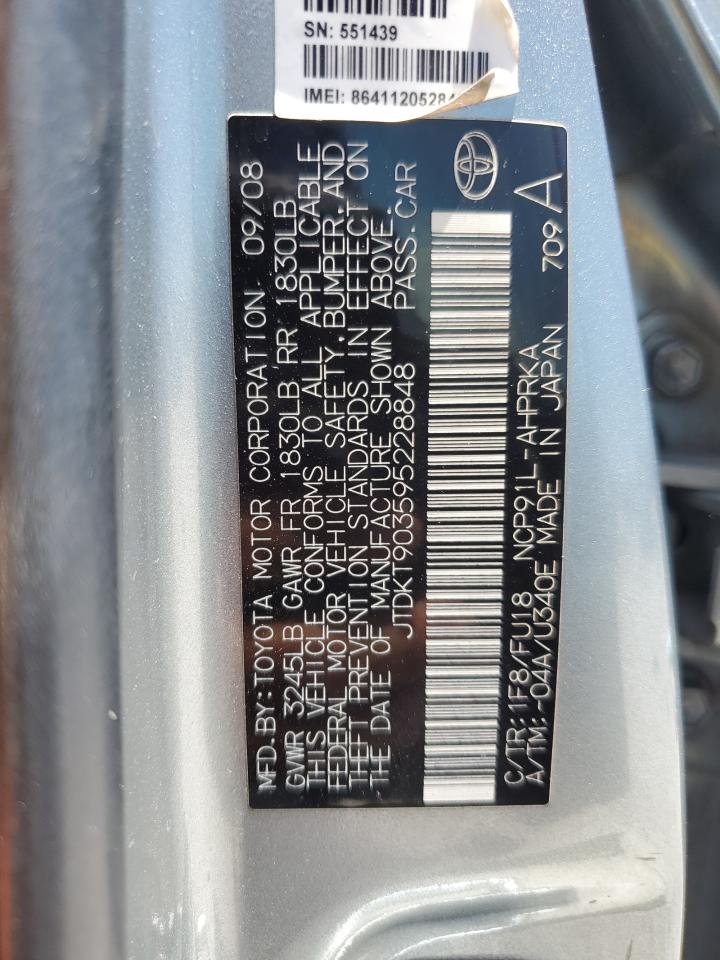 SN: 551439
IMEI: 86411205284
MFD.BY:TOYOTA MOTOR CORPORATION 09/08
GVWR 3245LB GAWR FR 1830LB RR 1830LB
THIS VEHICLE CONFORMS TO ALL APPLICABLE
FEDERAL MOTOR VEHICLE SAFETY,BUMPER,AND
THEFT PREVENTION STANDARDS IN EFFECT ON
THE DATE OF MANUFACTURE SHOWN ABOVE.
JTDKT903595228848 PASS.CAR
C/TR:1F8/FU18 NCP91L-AHPRKA 709 A
A/TM:-04A/U340E MADE IN JAPAN